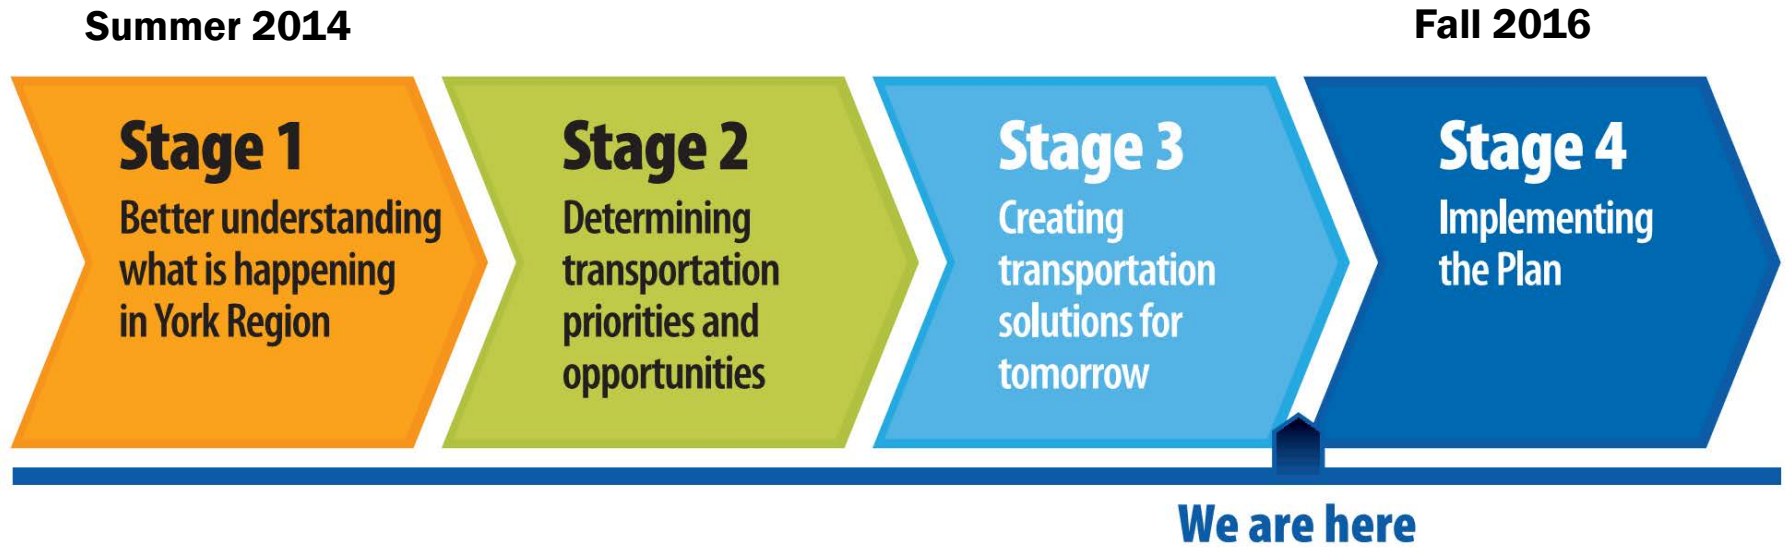 Summer 2014
Fall 2016
Stage 1
Better understanding
what is happening
in York Region
Stage 2
Determining
transportation
priorities and
opportunities
Stage 3
Creating
transportation
solutions for
tomorrow
Stage 4
Implementing
the Plan
We are here